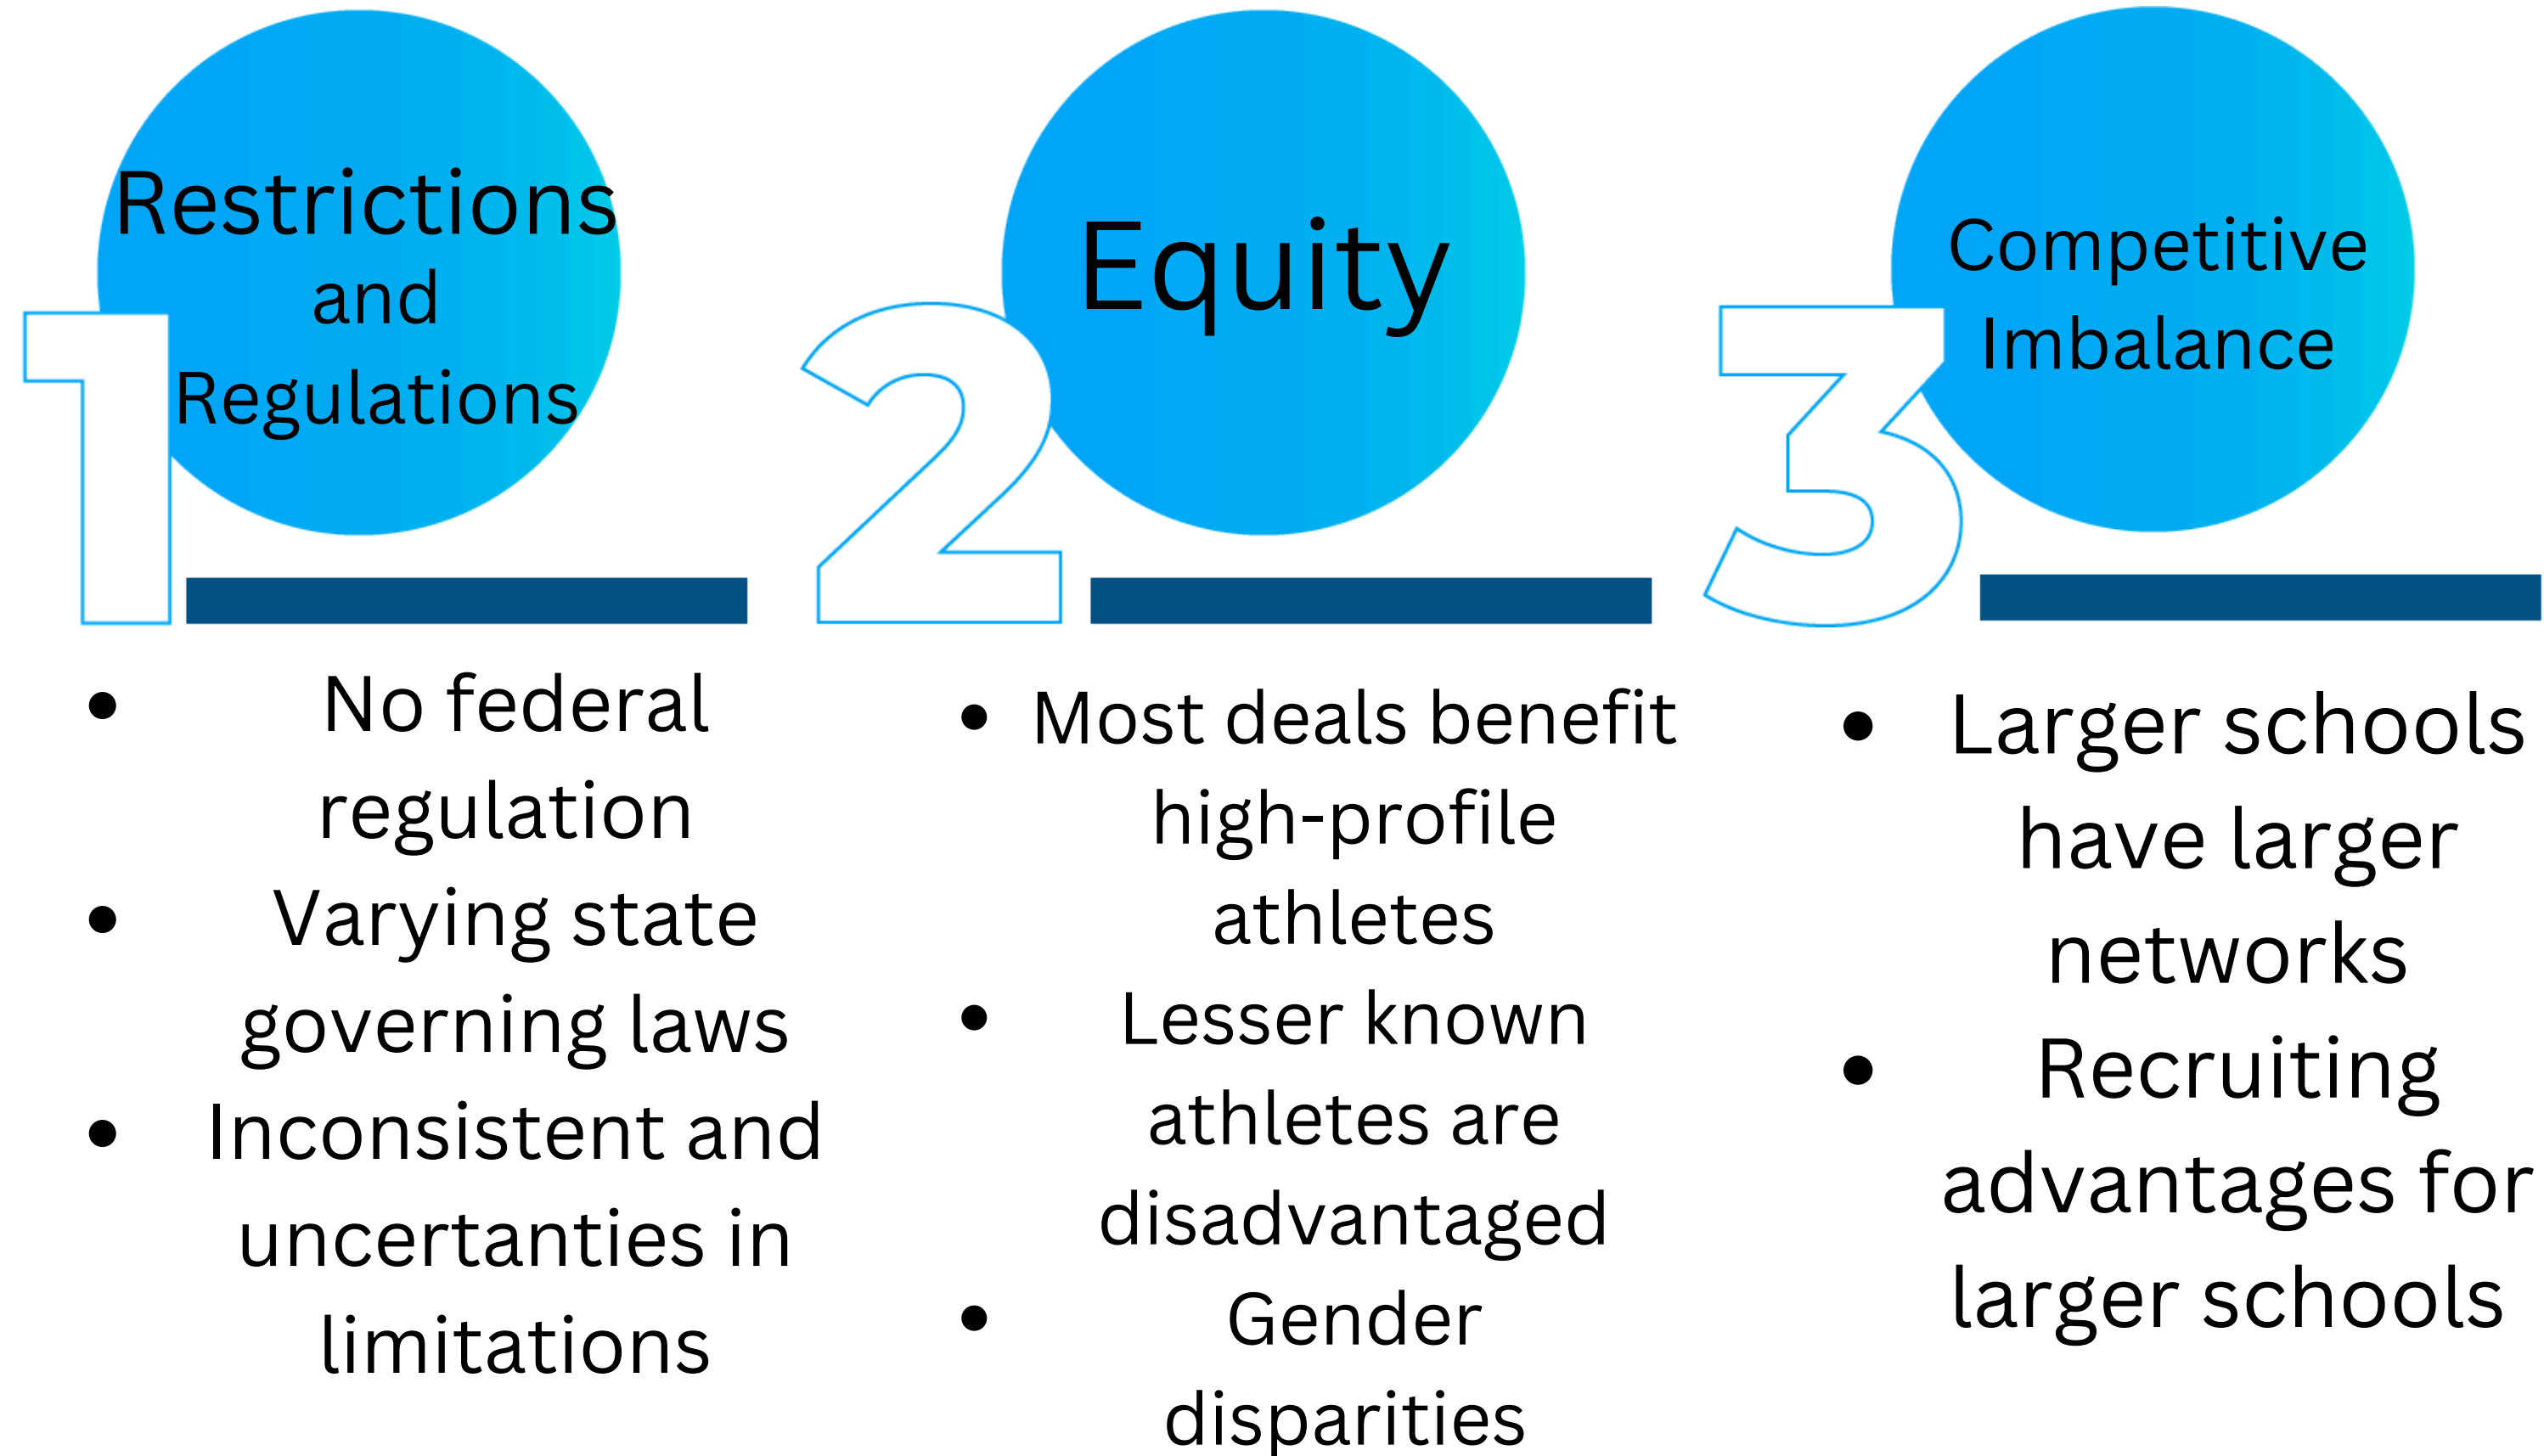 1
Restrictions
and
Regulations
• No federal
regulation
• Varying state
governing laws
• Inconsistent and
uncertanties in
limitations
2
Equity
• Most deals benefit
high-profile
athletes
• Lesser known
athletes are
disadvantaged
• Gender
disparities
3
Competitive
Imbalance
• Larger schools
have larger
networks
• Recruiting
advantages for
larger schools